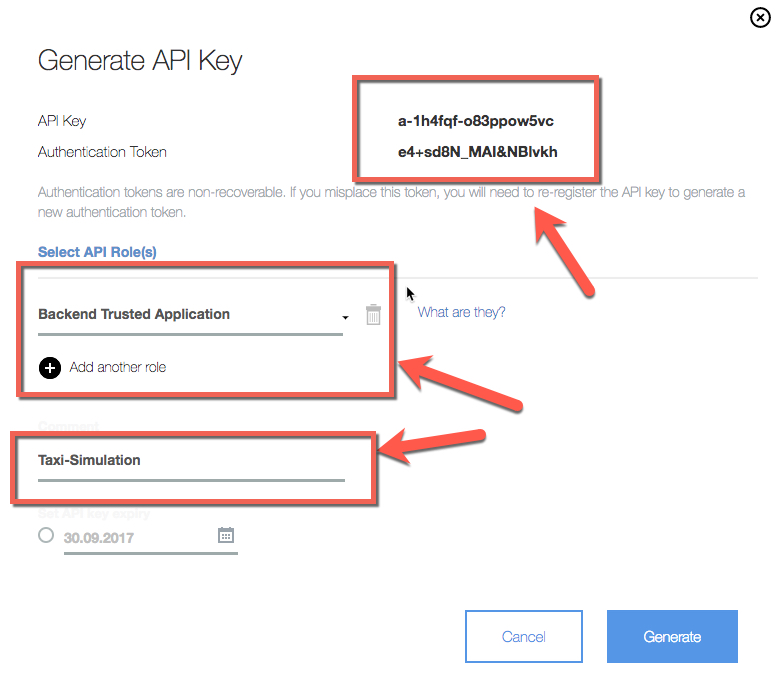 Generate API Key
API Key
a-1h4fqf-o83ppow5vc
Authentication Token
e4+sd8N_MAI&NBlvkh
Authentication tokens are non-recoverable. If you misplace this token, you will need to re-register the API key to generate a
new authentication token.
Select API Role(s)
Backend Trusted Application
What are they?
Add another role
Comment
Taxi-Simulation
Set API key expiry
30.09.2017
Cancel
Generate